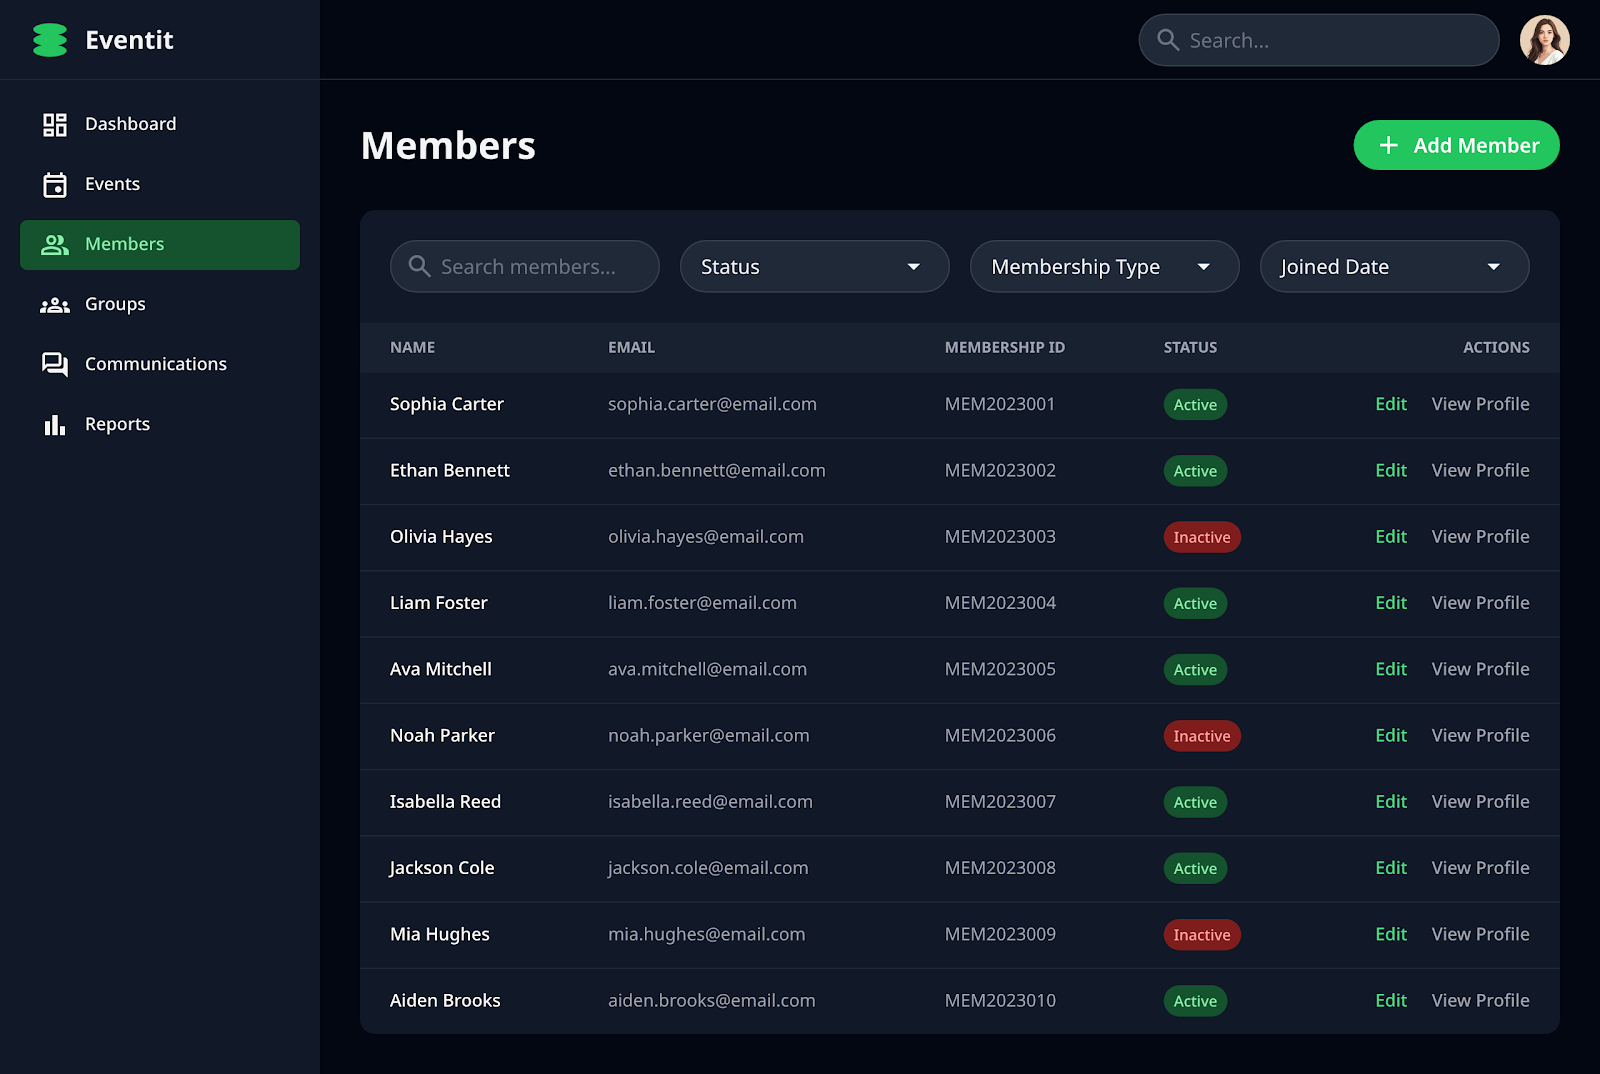 Eventit
Search...
Dashboard
Events
Members
Groups
Communications
Reports
Members
Add Member
Search members...
Status
Membership Type
Joined Date
NAME EMAIL MEMBERSHIP ID STATUS ACTIONS
Sophia Carter sophia.carter@email.com MEM2023001 Active Edit View Profile
Ethan Bennett ethan.bennett@email.com MEM2023002 Active Edit View Profile
Olivia Hayes olivia.hayes@email.com MEM2023003 Inactive Edit View Profile
Liam Foster liam.foster@email.com MEM2023004 Active Edit View Profile
Ava Mitchell ava.mitchell@email.com MEM2023005 Active Edit View Profile
Noah Parker noah.parker@email.com MEM2023006 Inactive Edit View Profile
Isabella Reed isabella.reed@email.com MEM2023007 Active Edit View Profile
Jackson Cole jackson.cole@email.com MEM2023008 Active Edit View Profile
Mia Hughes mia.hughes@email.com MEM2023009 Inactive Edit View Profile
Aiden Brooks aiden.brooks@email.com MEM2023010 Active Edit View Profile